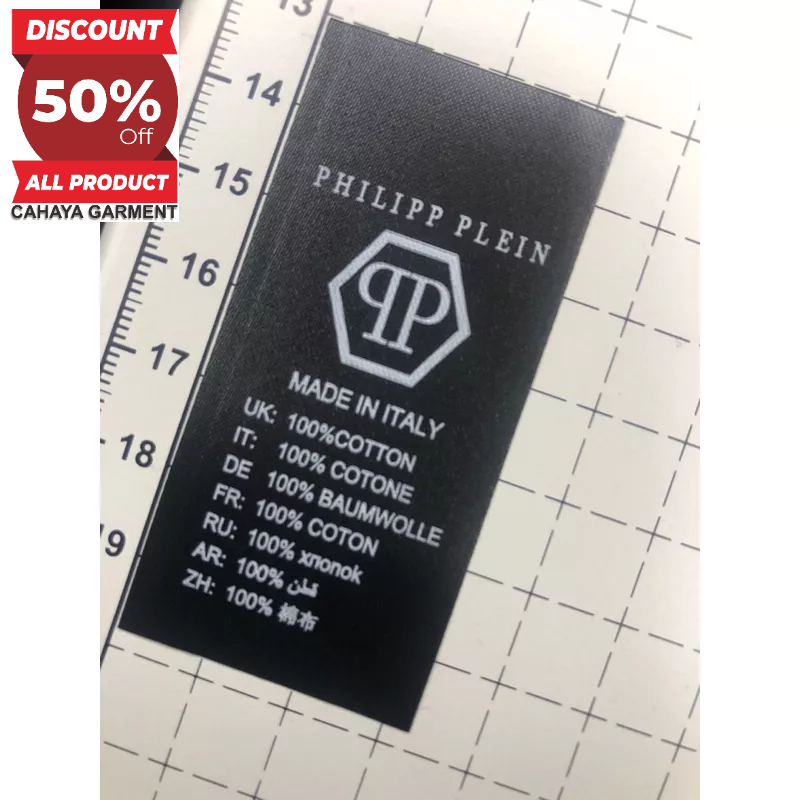 DISCOUNT
50%
Off
ALL PRODUCT
CAHAYA GARMENT
13
14
15
16
17
18
19
PHILIPP PLEIN
PP
MADE IN ITALY
UK: 100%COTTON
IT: 100% COTONE
DE 100% BAUMWOLLE
FR: 100% COTON
RU: 100% хлопок
AR: 100% قطن
ZH: 100% 棉布